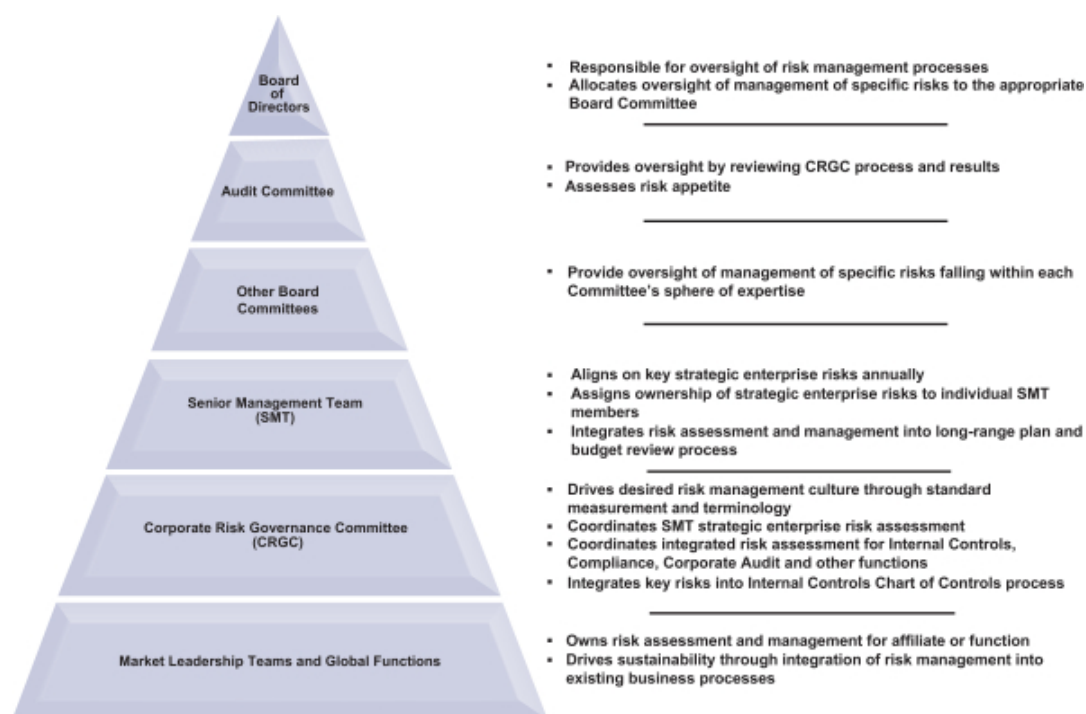 Board
of
Directors
▪ Responsible for oversight of risk management processes
▪ Allocates oversight of management of specific risks to the appropriate
Board Committee
Audit Committee
▪ Provides oversight by reviewing CRGC process and results
▪ Assesses risk appetite
Other Board
Committees
▪ Provide oversight of management of specific risks falling within each
Committee's sphere of expertise
Senior Management Team
(SMT)
▪ Aligns on key strategic enterprise risks annually
▪ Assigns ownership of strategic enterprise risks to individual SMT
members
▪ Integrates risk assessment and management into long-range plan and
budget review process
Corporate Risk Governance Committee
(CRGC)
▪ Drives desired risk management culture through standard
measurement and terminology
▪ Coordinates SMT strategic enterprise risk assessment
▪ Coordinates integrated risk assessment for Internal Controls,
Compliance, Corporate Audit and other functions
▪ Integrates key risks into Internal Controls Chart of Controls process
Market Leadership Teams and Global Functions
▪ Owns risk assessment and management for affiliate or function
▪ Drives sustainability through integration of risk management into
existing business processes